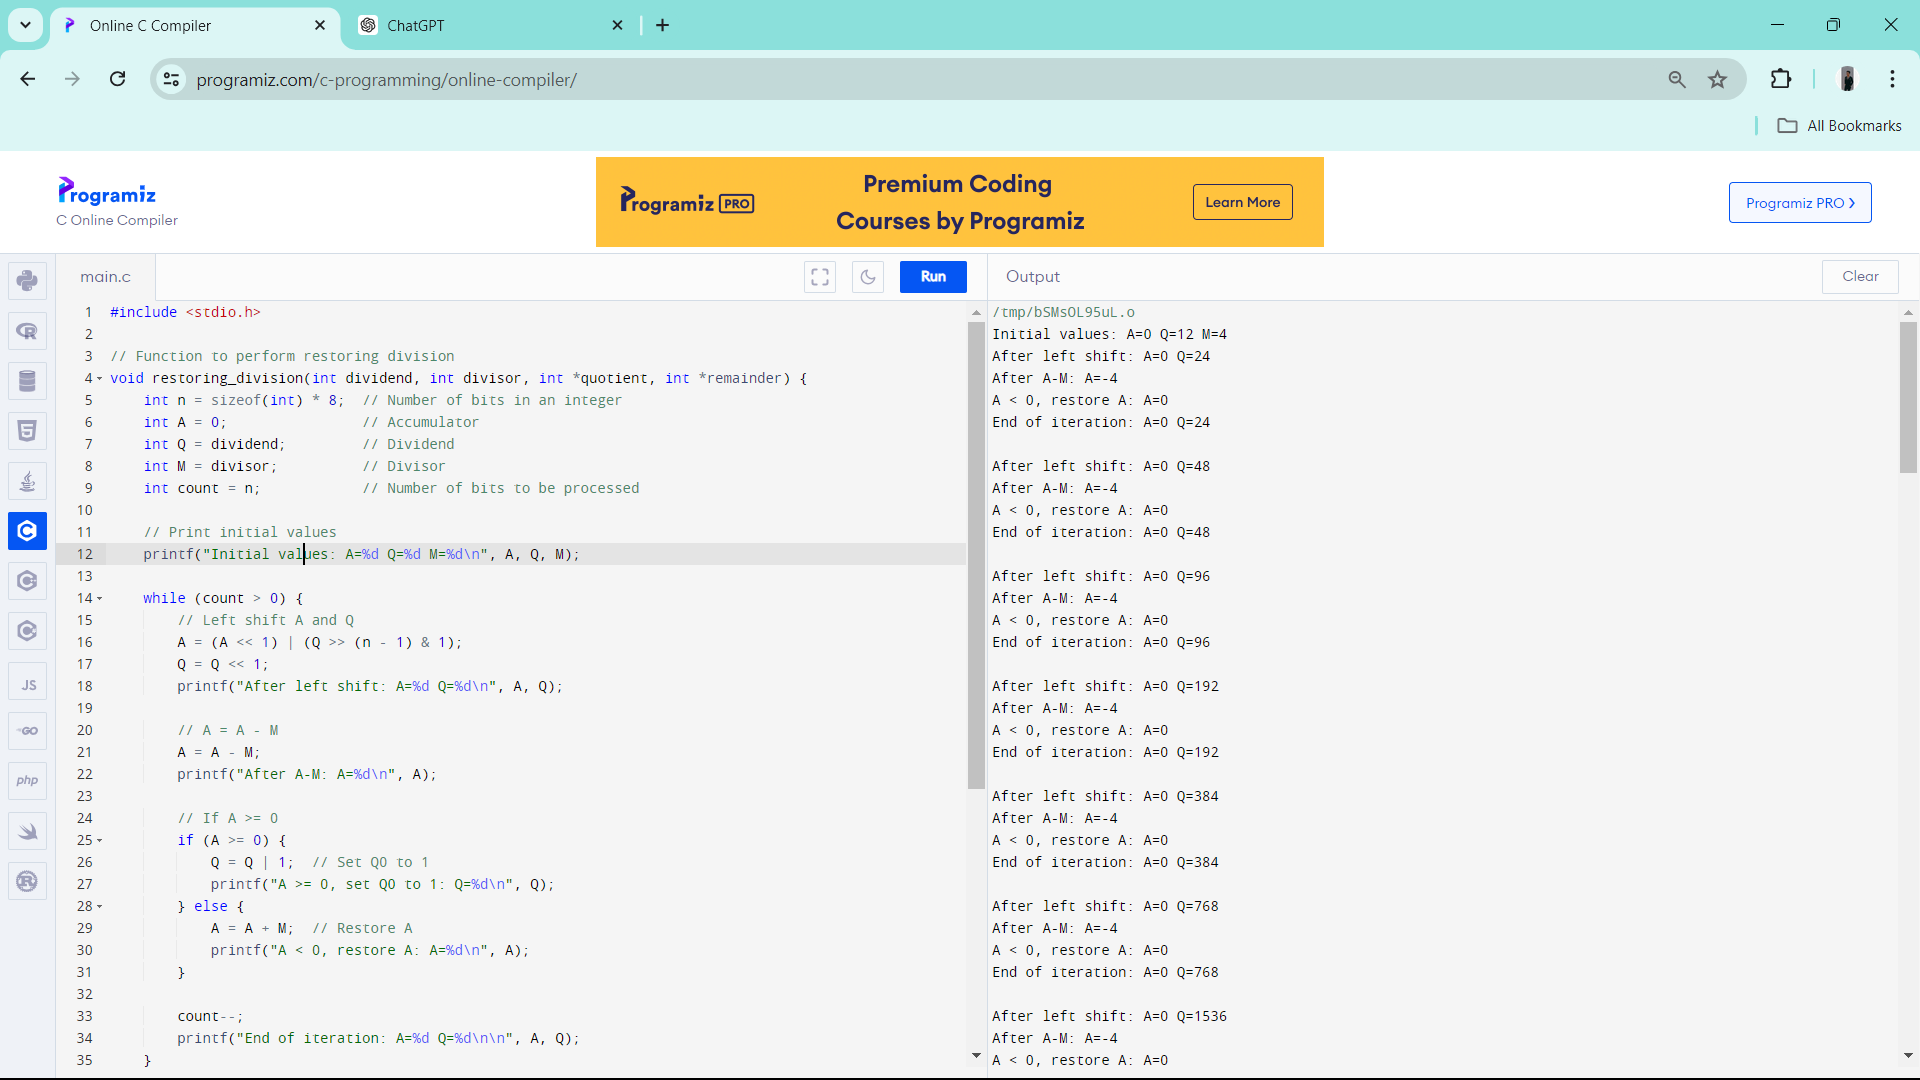 Online C Compiler
ChatGPT
programiz.com/c-programming/online-compiler/
All Bookmarks
Programiz
C Online Compiler
Programiz PRO
Premium Coding
Courses by Programiz
Learn More
Programiz PRO
main.c
Run
Output
Clear
1 #include <stdio.h>
2
3 // Function to perform restoring division
4 void restoring_division(int dividend, int divisor, int *quotient, int *remainder) {
5     int n = sizeof(int) * 8;  // Number of bits in an integer
6     int A = 0;                // Accumulator
7     int Q = dividend;         // Dividend
8     int M = divisor;          // Divisor
9     int count = n;            // Number of bits to be processed
10
11     // Print initial values
12     printf("Initial values: A=%d Q=%d M=%d\n", A, Q, M);
13
14     while (count > 0) {
15         // Left shift A and Q
16         A = (A << 1) | (Q >> (n - 1) & 1);
17         Q = Q << 1;
18         printf("After left shift: A=%d Q=%d\n", A, Q);
19
20         // A = A - M
21         A = A - M;
22         printf("After A-M: A=%d\n", A);
23
24         // If A >= 0
25         if (A >= 0) {
26             Q = Q | 1;  // Set Q0 to 1
27             printf("A >= 0, set Q0 to 1: Q=%d\n", Q);
28         } else {
29             A = A + M;  // Restore A
30             printf("A < 0, restore A: A=%d\n", A);
31         }
32
33         count--;
34         printf("End of iteration: A=%d Q=%d\n\n", A, Q);
35     }
/tmp/bSMsOL95uL.o
Initial values: A=0 Q=12 M=4
After left shift: A=0 Q=24
After A-M: A=-4
A < 0, restore A: A=0
End of iteration: A=0 Q=24

After left shift: A=0 Q=48
After A-M: A=-4
A < 0, restore A: A=0
End of iteration: A=0 Q=48

After left shift: A=0 Q=96
After A-M: A=-4
A < 0, restore A: A=0
End of iteration: A=0 Q=96

After left shift: A=0 Q=192
After A-M: A=-4
A < 0, restore A: A=0
End of iteration: A=0 Q=192

After left shift: A=0 Q=384
After A-M: A=-4
A < 0, restore A: A=0
End of iteration: A=0 Q=384

After left shift: A=0 Q=768
After A-M: A=-4
A < 0, restore A: A=0
End of iteration: A=0 Q=768

After left shift: A=0 Q=1536
After A-M: A=-4
A < 0, restore A: A=0
JS
GO
php